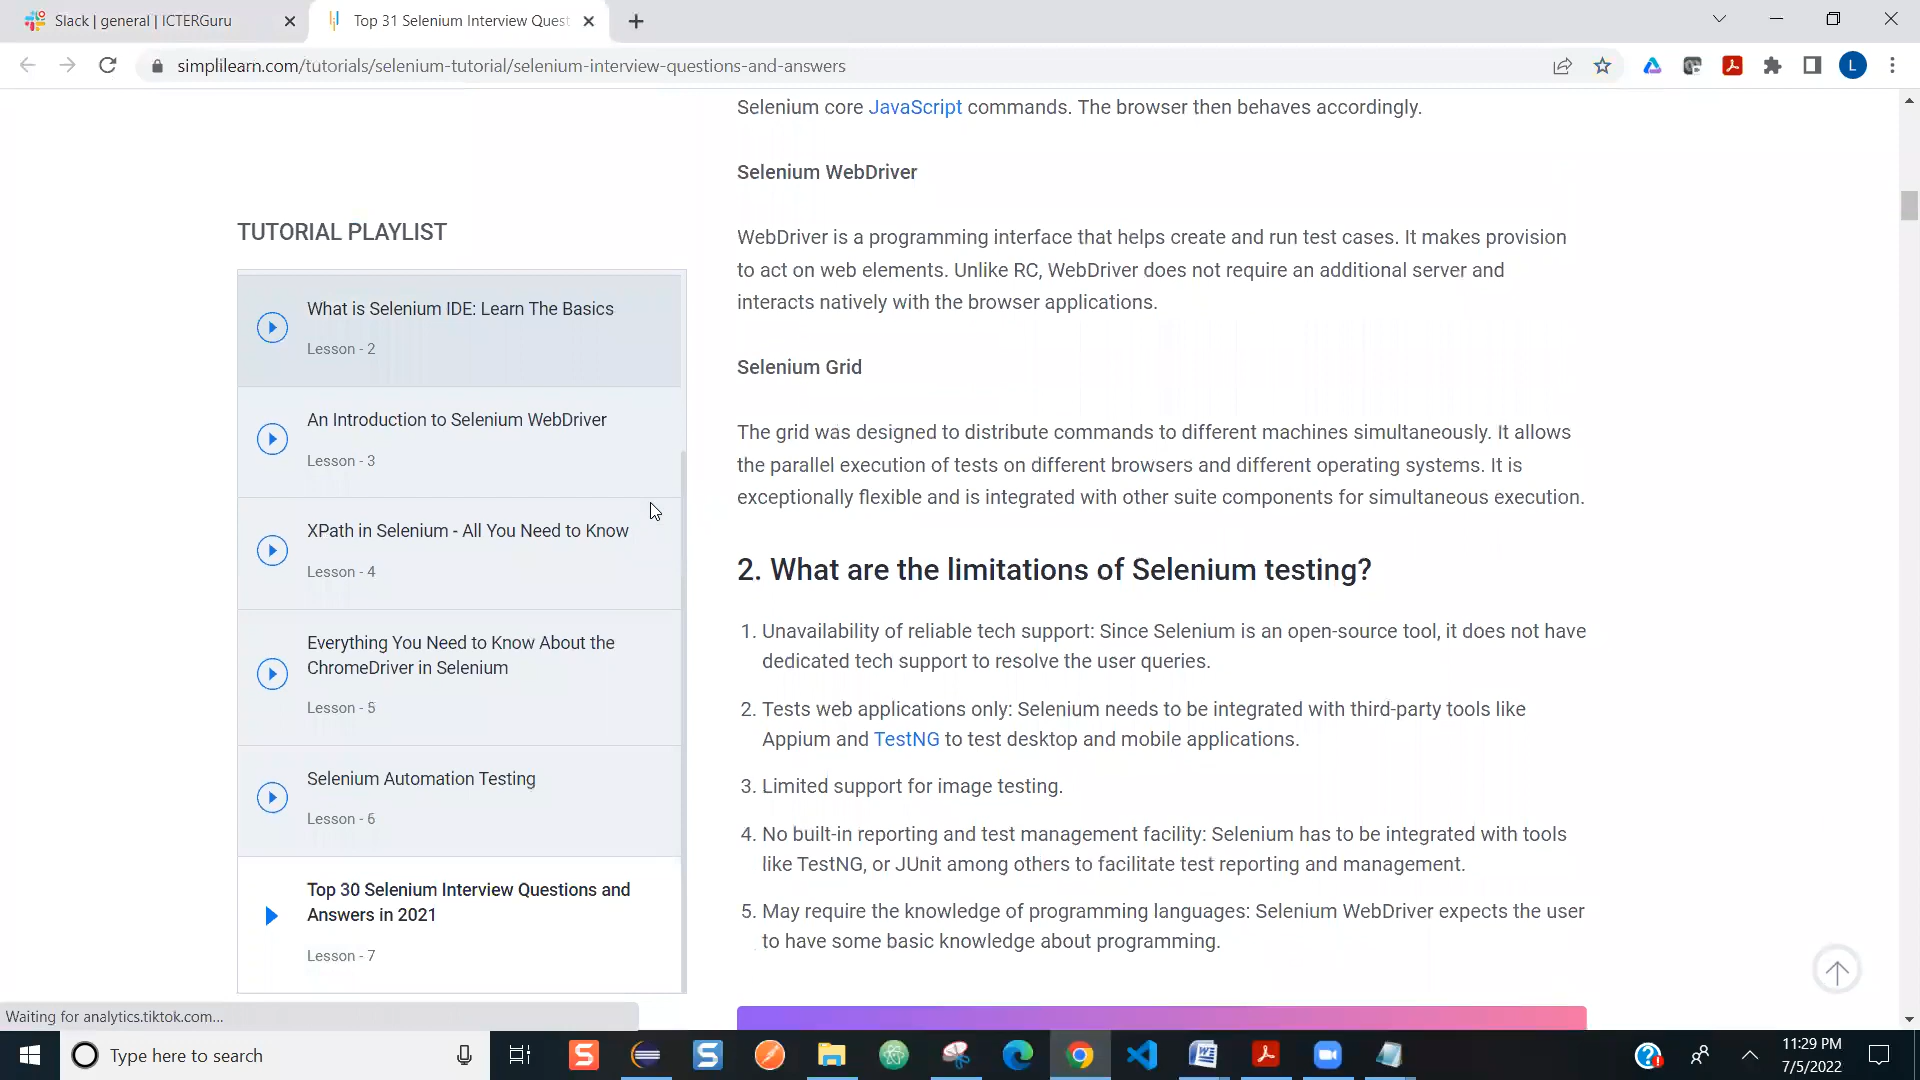 Slack | general | ICTERGuru
Top 31 Selenium Interview Quest
simplilearn.com/tutorials/selenium-tutorial/selenium-interview-questions-and-answers
L
Selenium core JavaScript commands. The browser then behaves accordingly.
Selenium WebDriver
TUTORIAL PLAYLIST
WebDriver is a programming interface that helps create and run test cases. It makes provision
to act on web elements. Unlike RC, WebDriver does not require an additional server and
interacts natively with the browser applications.
What is Selenium IDE: Learn The Basics
Lesson - 2
Selenium Grid
An Introduction to Selenium WebDriver
Lesson - 3
The grid was designed to distribute commands to different machines simultaneously. It allows
the parallel execution of tests on different browsers and different operating systems. It is
exceptionally flexible and is integrated with other suite components for simultaneous execution.
XPath in Selenium - All You Need to Know
Lesson - 4
2. What are the limitations of Selenium testing?
Everything You Need to Know About the
ChromeDriver in Selenium
Lesson - 5
1. Unavailability of reliable tech support: Since Selenium is an open-source tool, it does not have
dedicated tech support to resolve the user queries.
2. Tests web applications only: Selenium needs to be integrated with third-party tools like
Appium and TestNG to test desktop and mobile applications.
Selenium Automation Testing
Lesson - 6
3. Limited support for image testing.
4. No built-in reporting and test management facility: Selenium has to be integrated with tools
like TestNG, or JUnit among others to facilitate test reporting and management.
Top 30 Selenium Interview Questions and
Answers in 2021
Lesson - 7
5. May require the knowledge of programming languages: Selenium WebDriver expects the user
to have some basic knowledge about programming.
Waiting for analytics.tiktok.com...
Type here to search
11:29 PM
7/5/2022